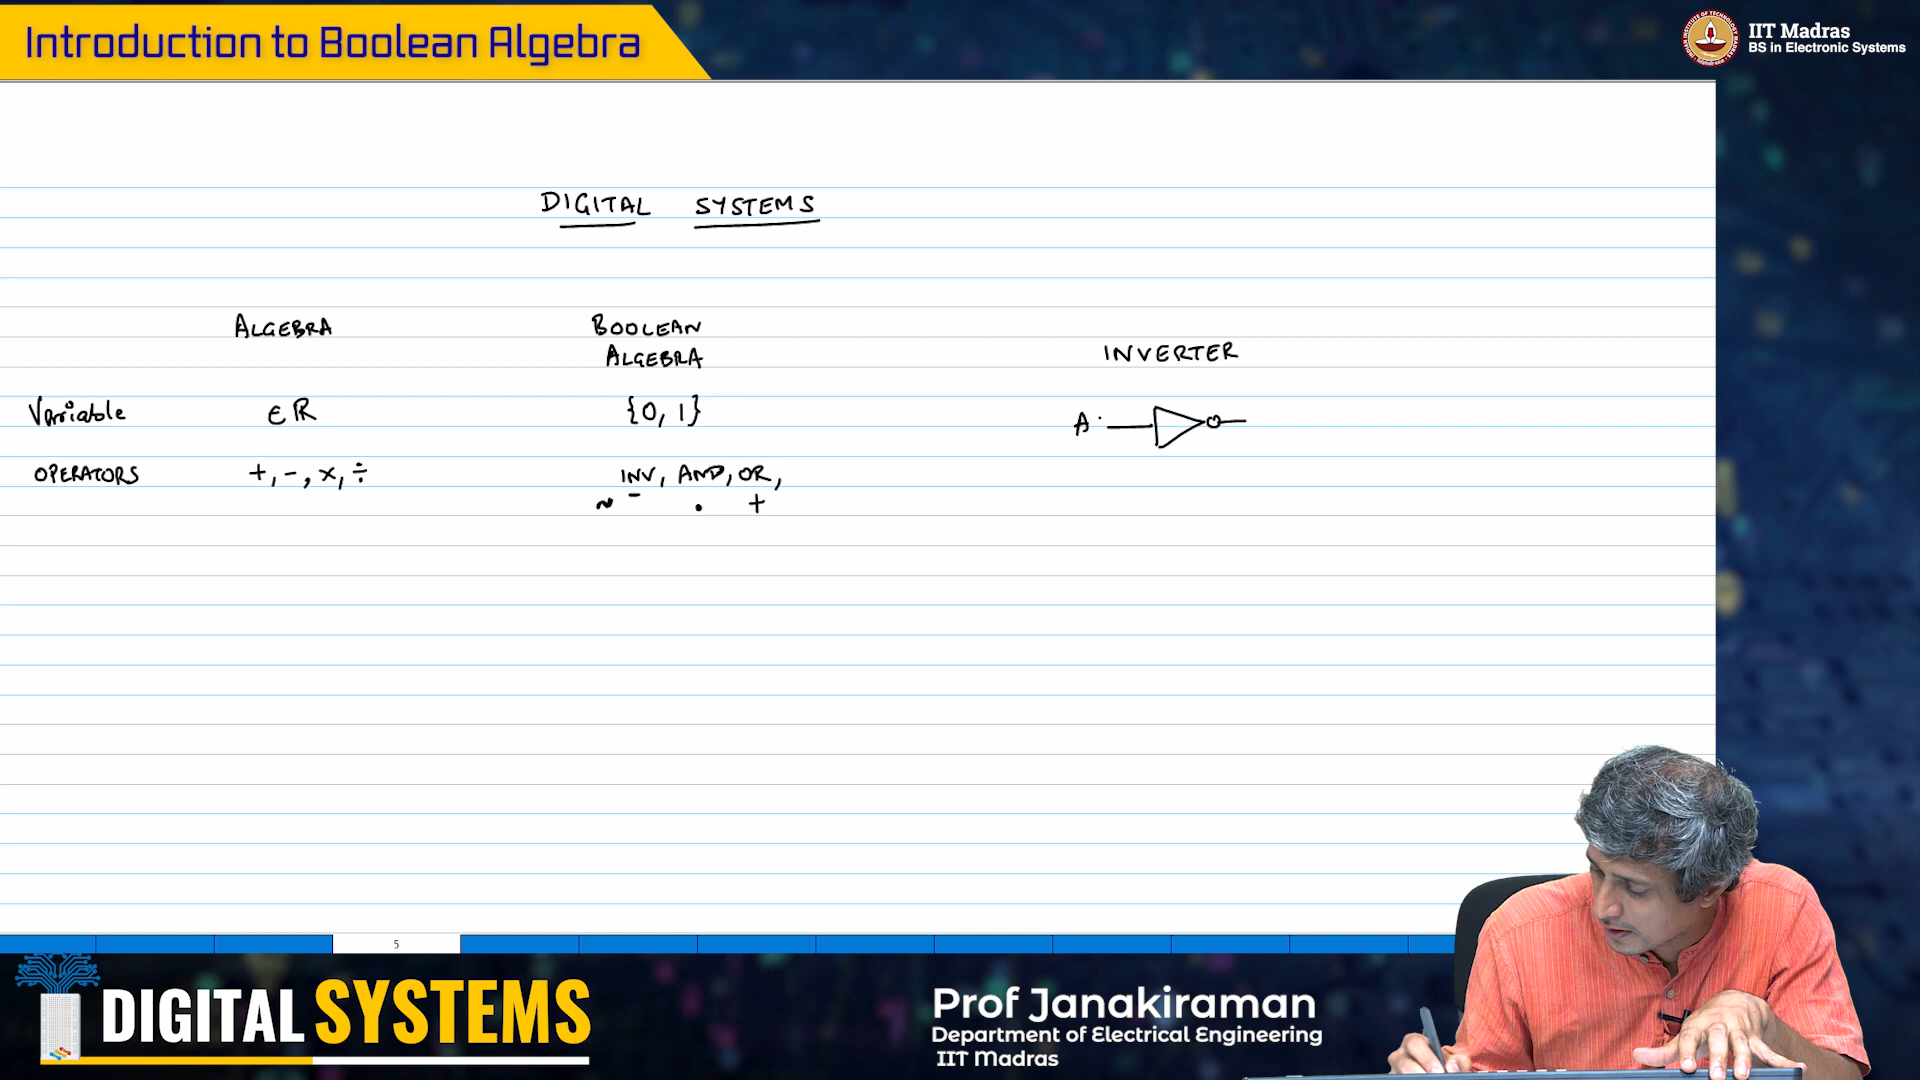 Introduction to Boolean Algebra
IIT Madras
BS in Electronic Systems
DIGITAL SYSTEMS
ALGEBRA
BOOLEAN
ALGEBRA
INVERTER
Variable ∈ ℝ {0, 1}
A
OPERATORS +, -, ×, ÷ INV, AND, OR,
~ ‾ • +
5
DIGITAL SYSTEMS
Prof Janakiraman
Department of Electrical Engineering
IIT Madras